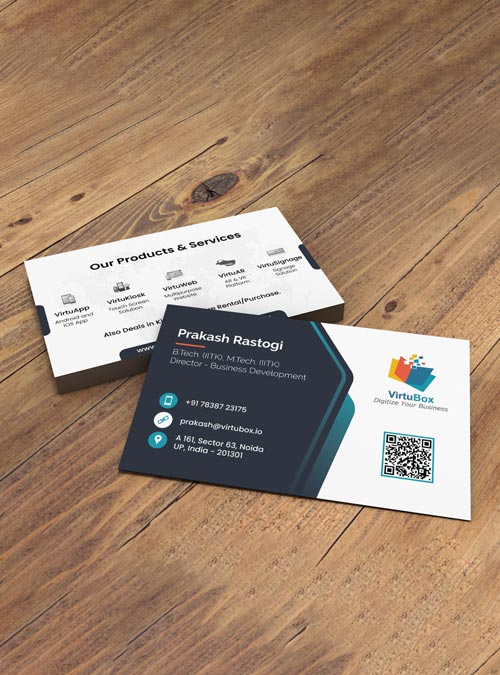 Our Products & Services
VirtuApp
Android and
iOS App
VirtuKiosk
Touch Screen
Solution
VirtuWeb
Multipurpose
Website
VirtuAR
AR & VR
Platform
VirtuSignage
Signage
Solution
Also Deals in
Rental/Purchase.
www.
Prakash Rastogi
B.Tech (IITK), M.Tech. (IITK)
Director - Business Development
+91 78387 23175
prakash@virtubox.io
A 161, Sector 63, Noida
UP, India - 201301
VirtuBox
Digitize Your Business